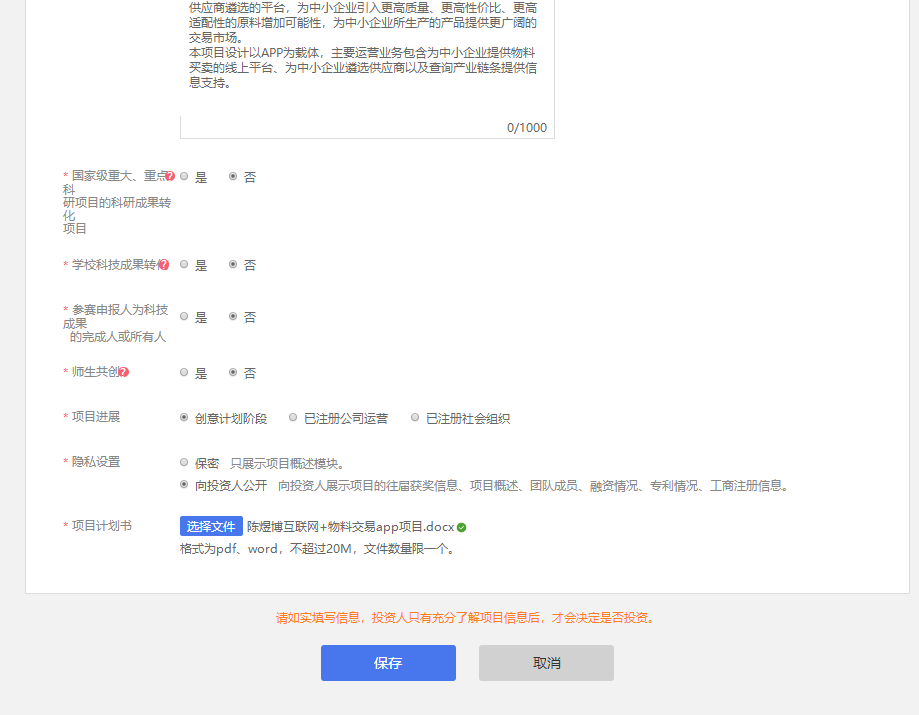 供应商遴选的平台，为中小企业引入更高质量、更高性价比、更高
适配性的原料增加可能性，为中小企业所生产的产品提供更广阔的
交易市场。
本项目设计以APP为载体，主要运营业务包含为中小企业提供物料
买卖的线上平台、为中小企业遴选供应商以及查询产业链条提供信
息支持。
0/1000
* 国家级重大、重点? 是 否
科
研项目的科研成果转
化
项目
* 学校科技成果转化? 是 否
* 参赛申报人为科技
成果
的完成人或所有人 是 否
* 师生共创? 是 否
* 项目进展 创意计划阶段 已注册公司运营 已注册社会组织
* 隐私设置 保密 只展示项目概述模块。
向投资人公开 向投资人展示项目的往届获奖信息、项目概述、团队成员、融资情况、专利情况、工商注册信息。
* 项目计划书 选择文件 陈煜博互联网+物料交易app项目.docx
格式为pdf、word，不超过20M，文件数量限一个。
请如实填写信息，投资人只有充分了解项目信息后，才会决定是否投资。
保存 取消